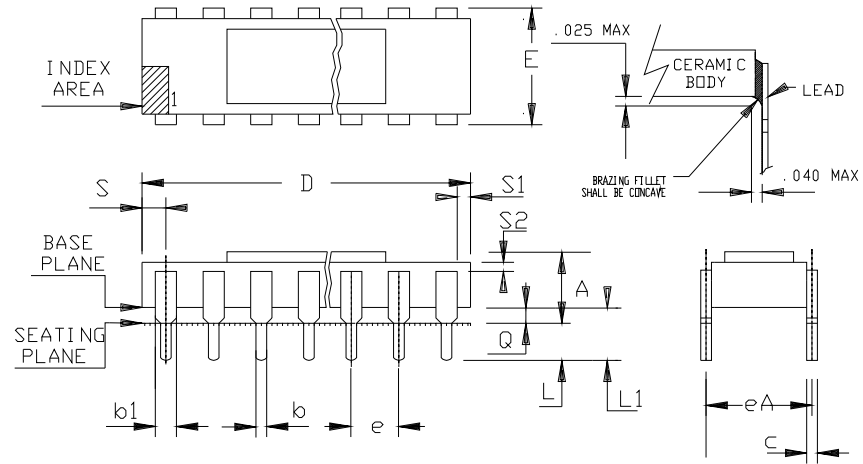 .025 MAX
E
INDEX
AREA
1
CERAMIC
BODY
LEAD
BRAZING FILLET
SHALL BE CONCAVE
.040 MAX
S
D
S1
S2
BASE
PLANE
A
SEATING
PLANE
Q
L
L1
eA
b1
b
e
c